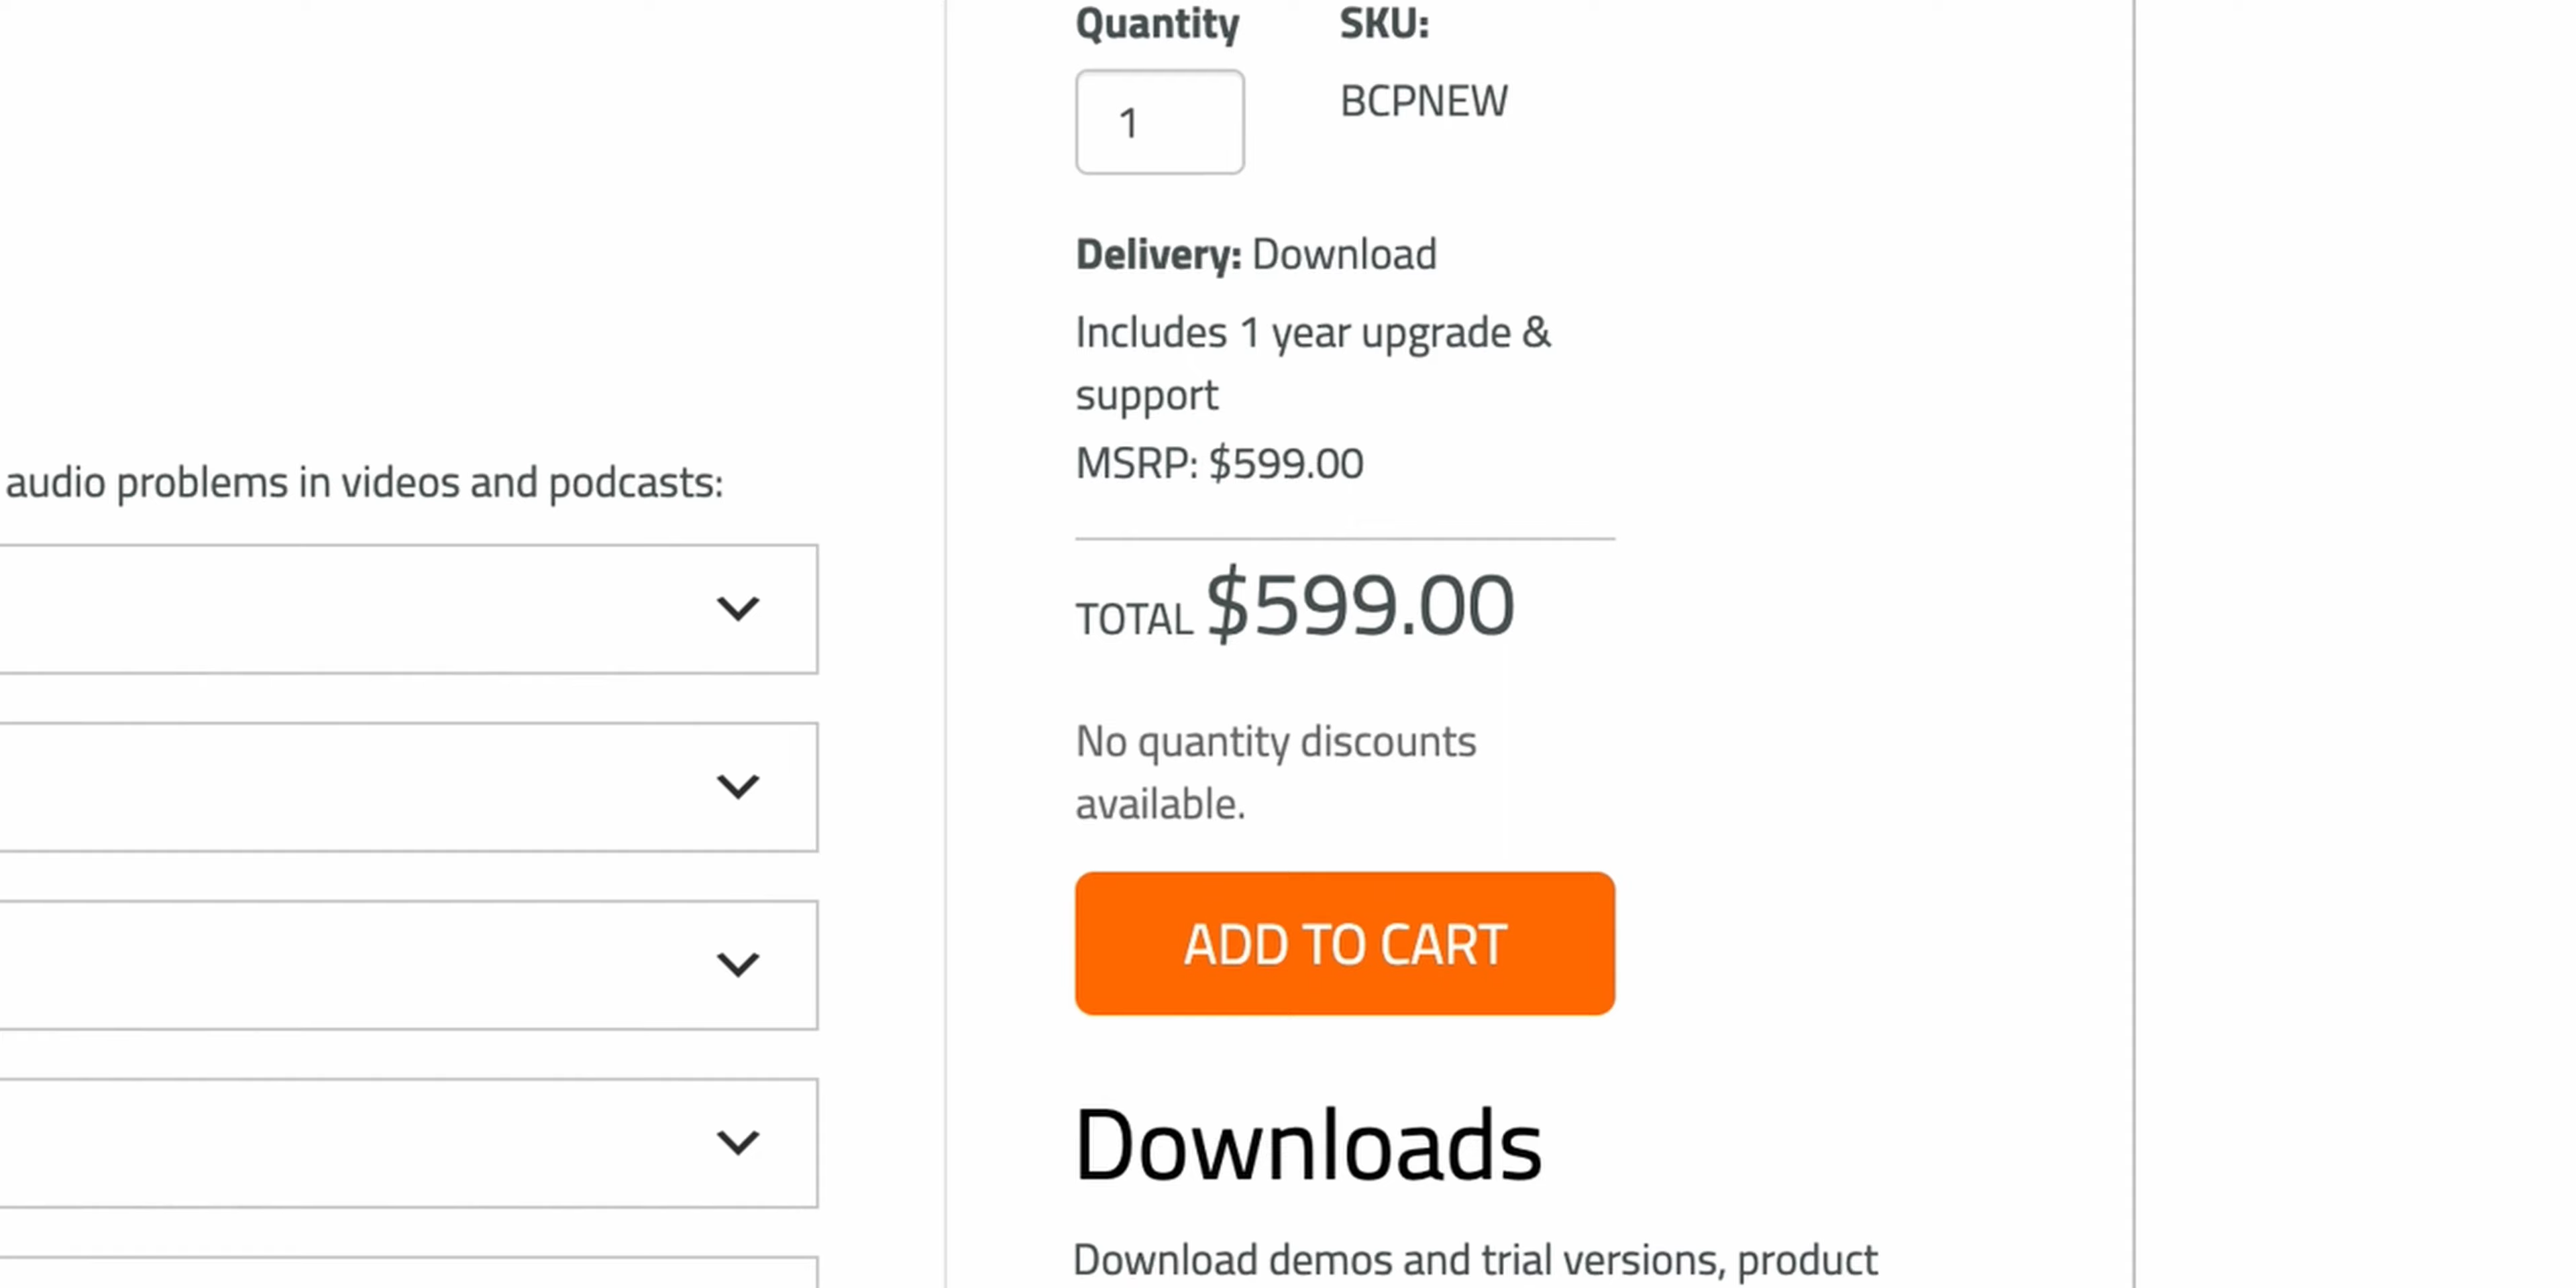 Quantity
SKU:
1
BCPNEW
Delivery: Download
Includes 1 year upgrade &
support
MSRP: $599.00
audio problems in videos and podcasts:
TOTAL $599.00
No quantity discounts
available.
ADD TO CART
Downloads
Download demos and trial versions, product